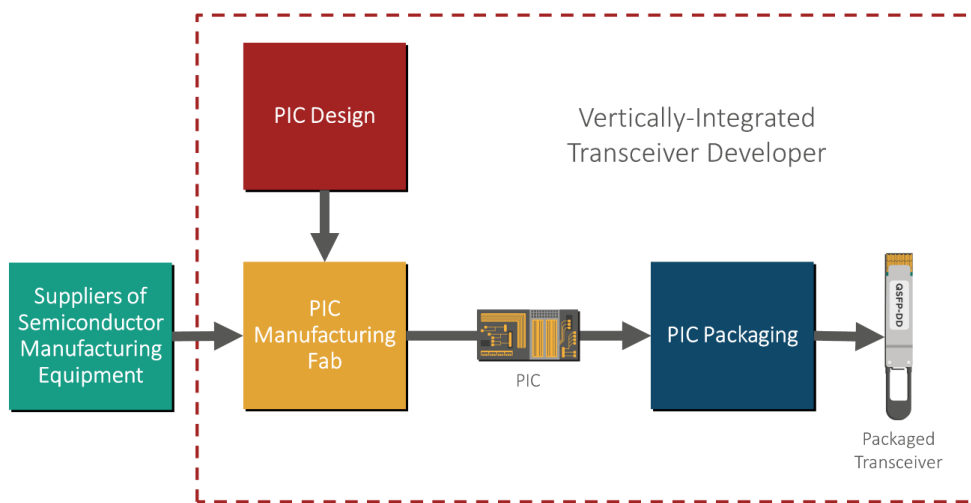 PIC Design
Vertically-Integrated
Transceiver Developer
Suppliers of
Semiconductor
Manufacturing
Equipment
PIC
Manufacturing
Fab
PIC
PIC Packaging
QSFP-DD
Packaged
Transceiver